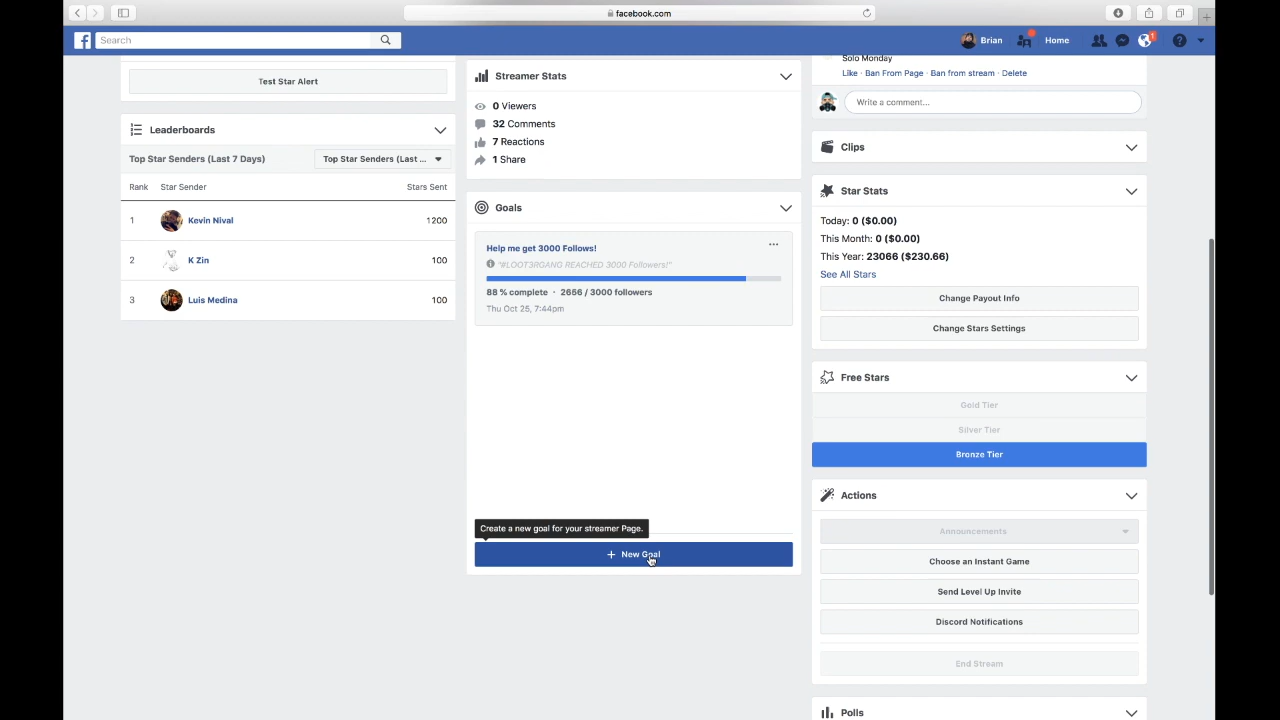 facebook.com
Search
Brian
Home
1
Test Star Alert
Leaderboards
Top Star Senders (Last 7 Days)
Top Star Senders (Last ...
Rank Star Sender Stars Sent
1 Kevin Nival 1200
2 K Zin 100
3 Luis Medina 100
Streamer Stats
0 Viewers
32 Comments
7 Reactions
1 Share
Goals
Help me get 3000 Follows!
"#LOOT3RGANG REACHED 3000 Followers!"
88 % complete · 2656 / 3000 followers
Thu Oct 25, 7:44pm
Create a new goal for your streamer Page.
+ New Goal
Solo Monday
Like · Ban From Page · Ban from stream · Delete
Write a comment...
Clips
Star Stats
Today: 0 ($0.00)
This Month: 0 ($0.00)
This Year: 23066 ($230.66)
See All Stars
Change Payout Info
Change Stars Settings
Free Stars
Gold Tier
Silver Tier
Bronze Tier
Actions
Announcements
Choose an Instant Game
Send Level Up Invite
Discord Notifications
End Stream
Polls